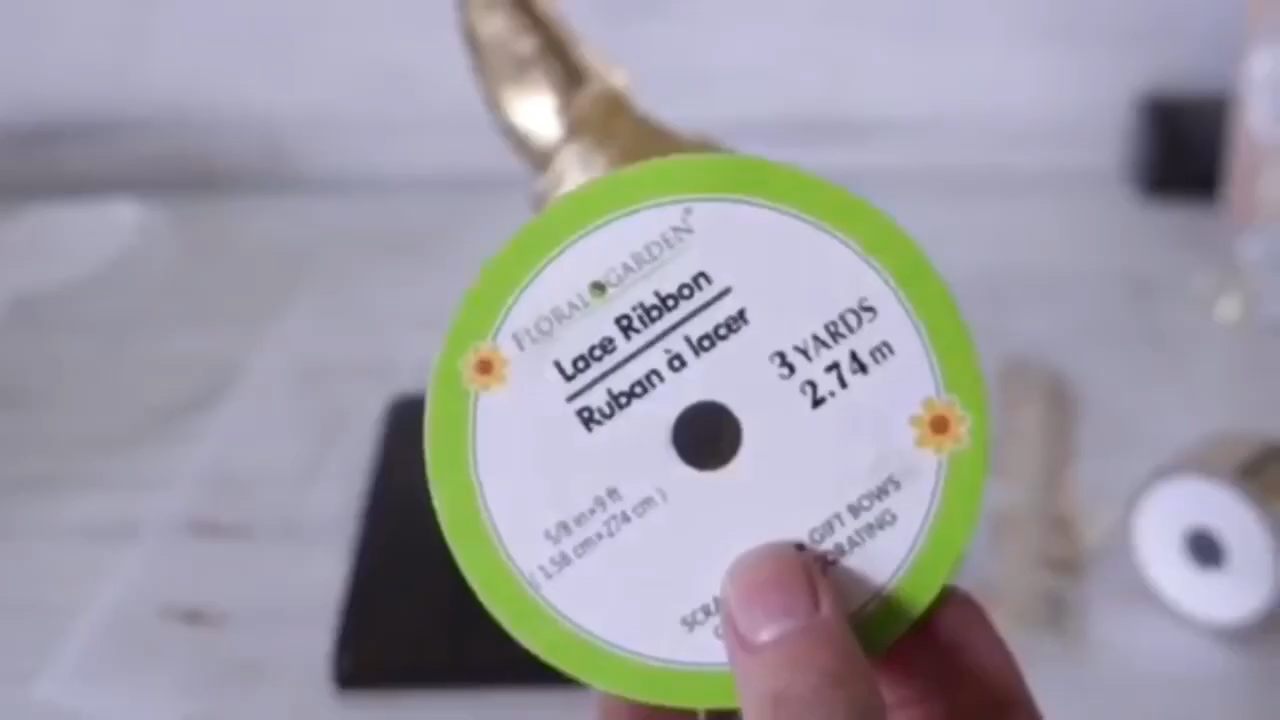 FLORAL GARDEN
Lace Ribbon
Ruban à lacer
3 YARDS
2.74 m
5/8 in×9 ft
( 1.58 cm×274 cm )
GIFT BOWS